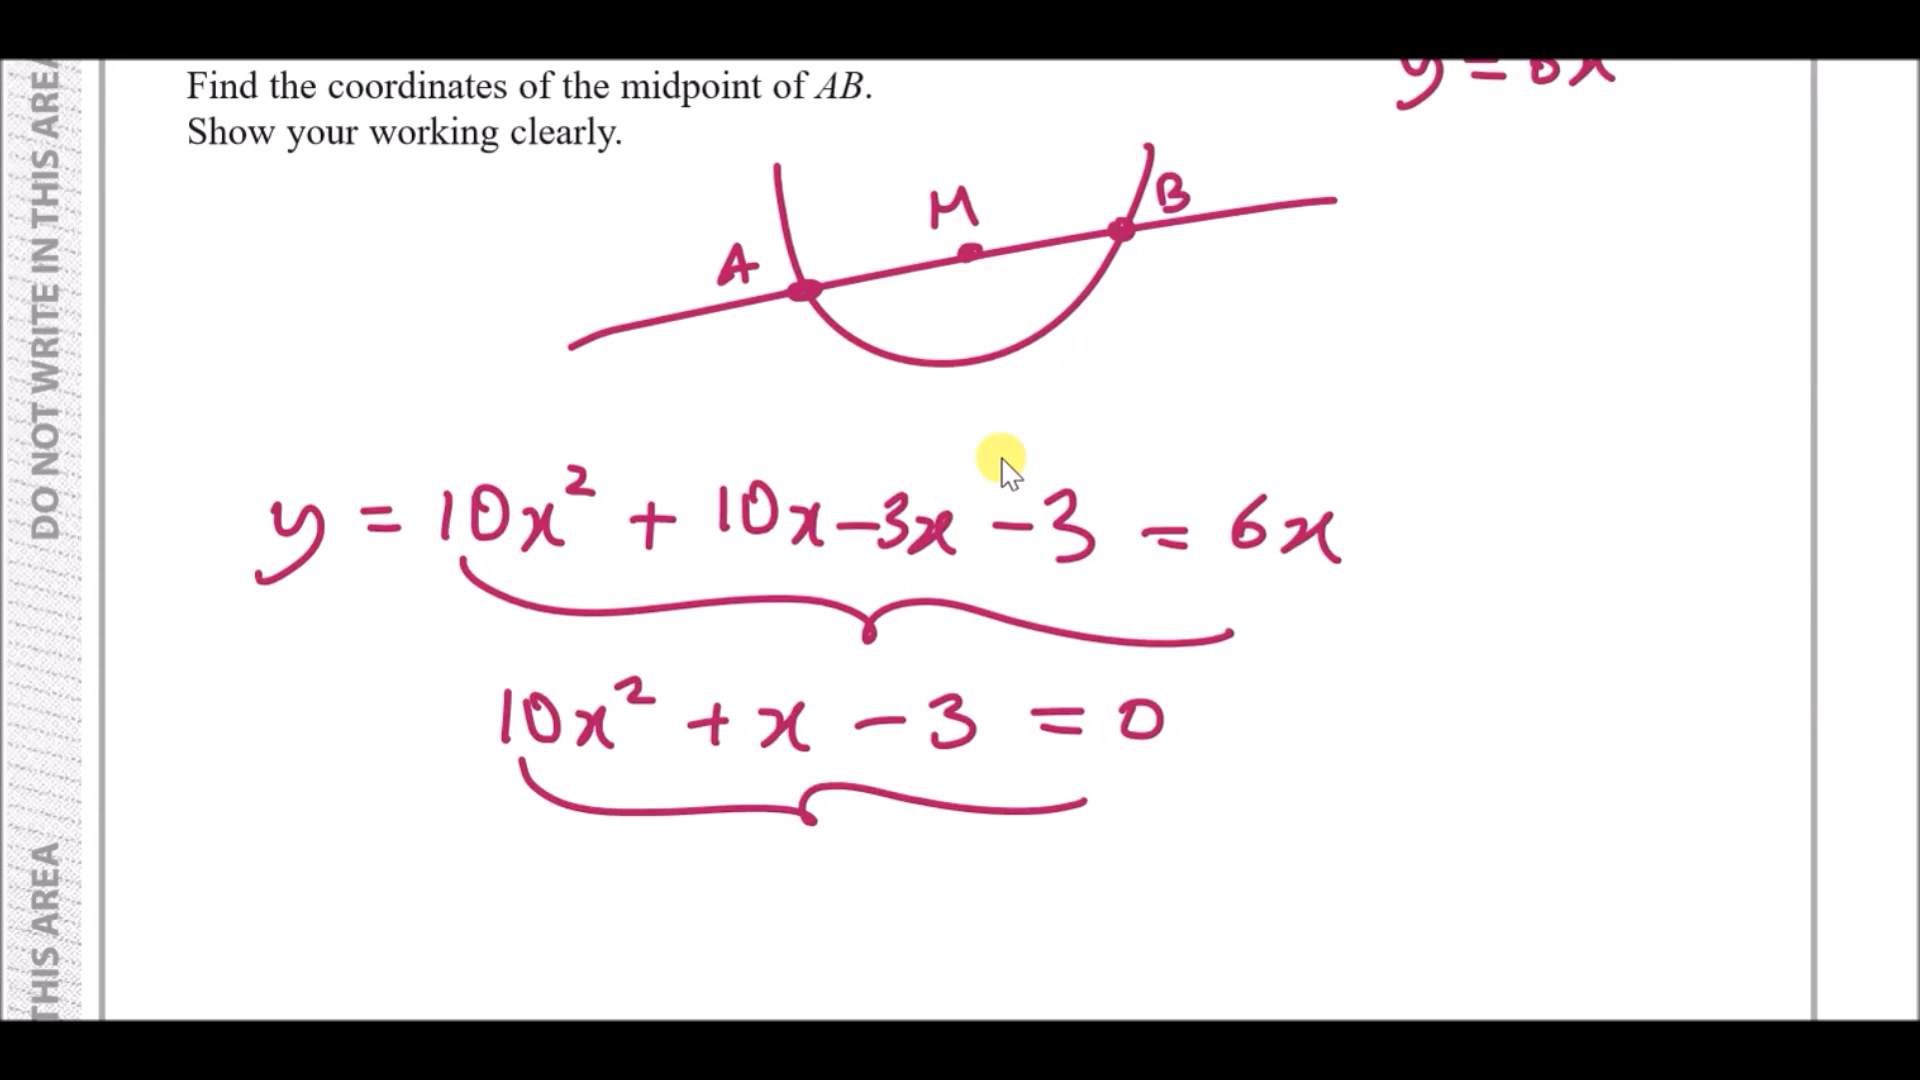 Find the coordinates of the midpoint of AB.
Show your working clearly.
M
B
A
y = 10x² + 10x - 3x - 3 = 6x
10x² + x - 3 = 0
DO NOT WRITE IN THIS AREA
THIS AREA